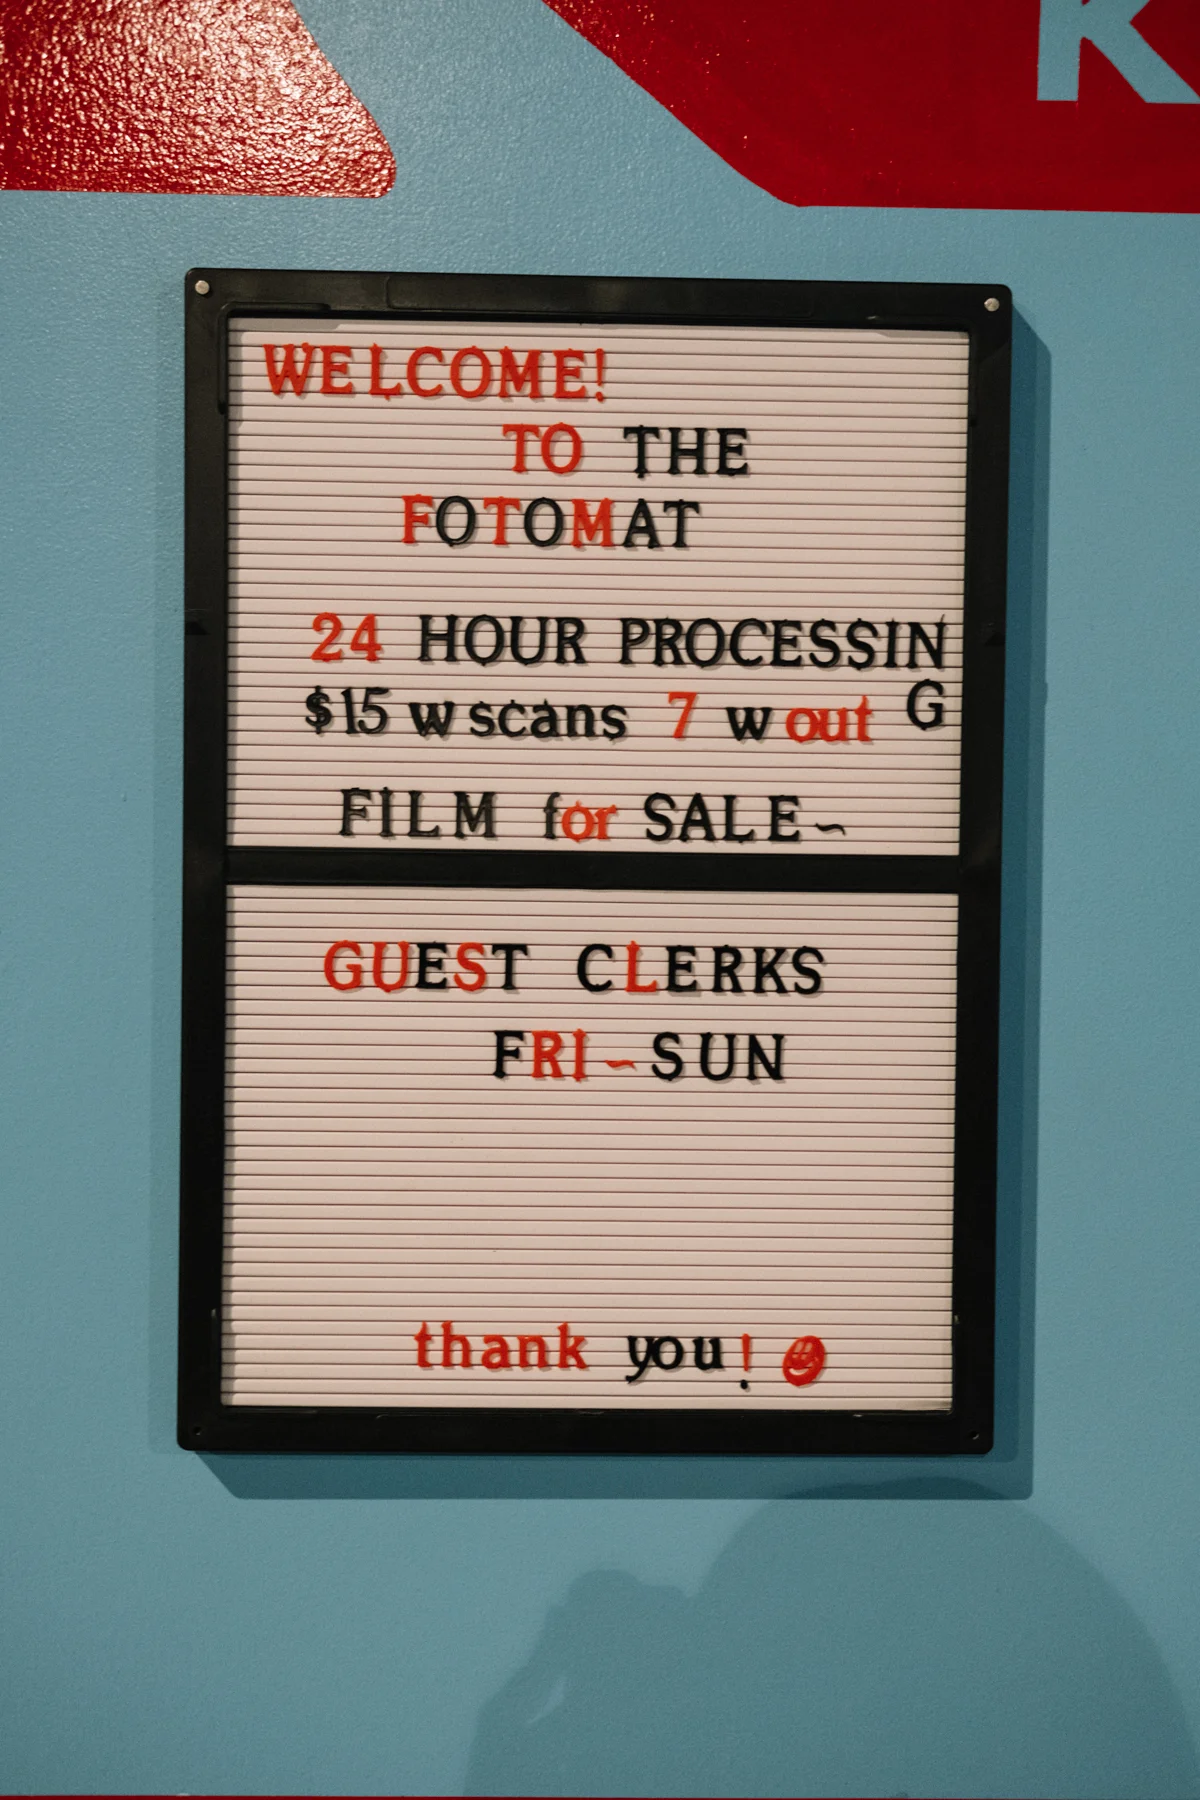 K
WELCOME!
TO THE
FOTOMAT
24 HOUR PROCESSIN
G
$15 w scans 7 w out
FILM for SALE~
GUEST CLERKS
FRI~SUN
thank you!